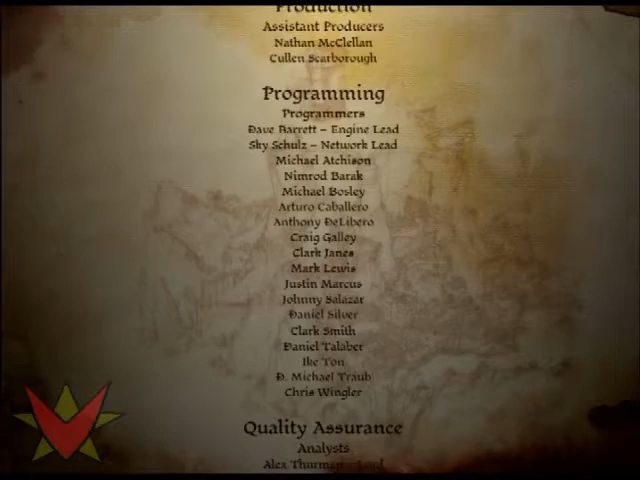 Production
Assistant Producers
Nathan McClellan
Cullen Scarborough
Programming
Programmers
Dave Barrett – Engine Lead
Sky Schulz – Network Lead
Michael Atchison
Nimrod Barak
Michael Bosley
Arturo Caballero
Anthony DeLibero
Craig Galley
Clark Janes
Mark Lewis
Justin Marcus
Johnny Salazar
Daniel Silver
Clark Smith
Daniel Talaber
Ike Ton
D. Michael Traub
Chris Wingler
Quality Assurance
Analysts
Alex